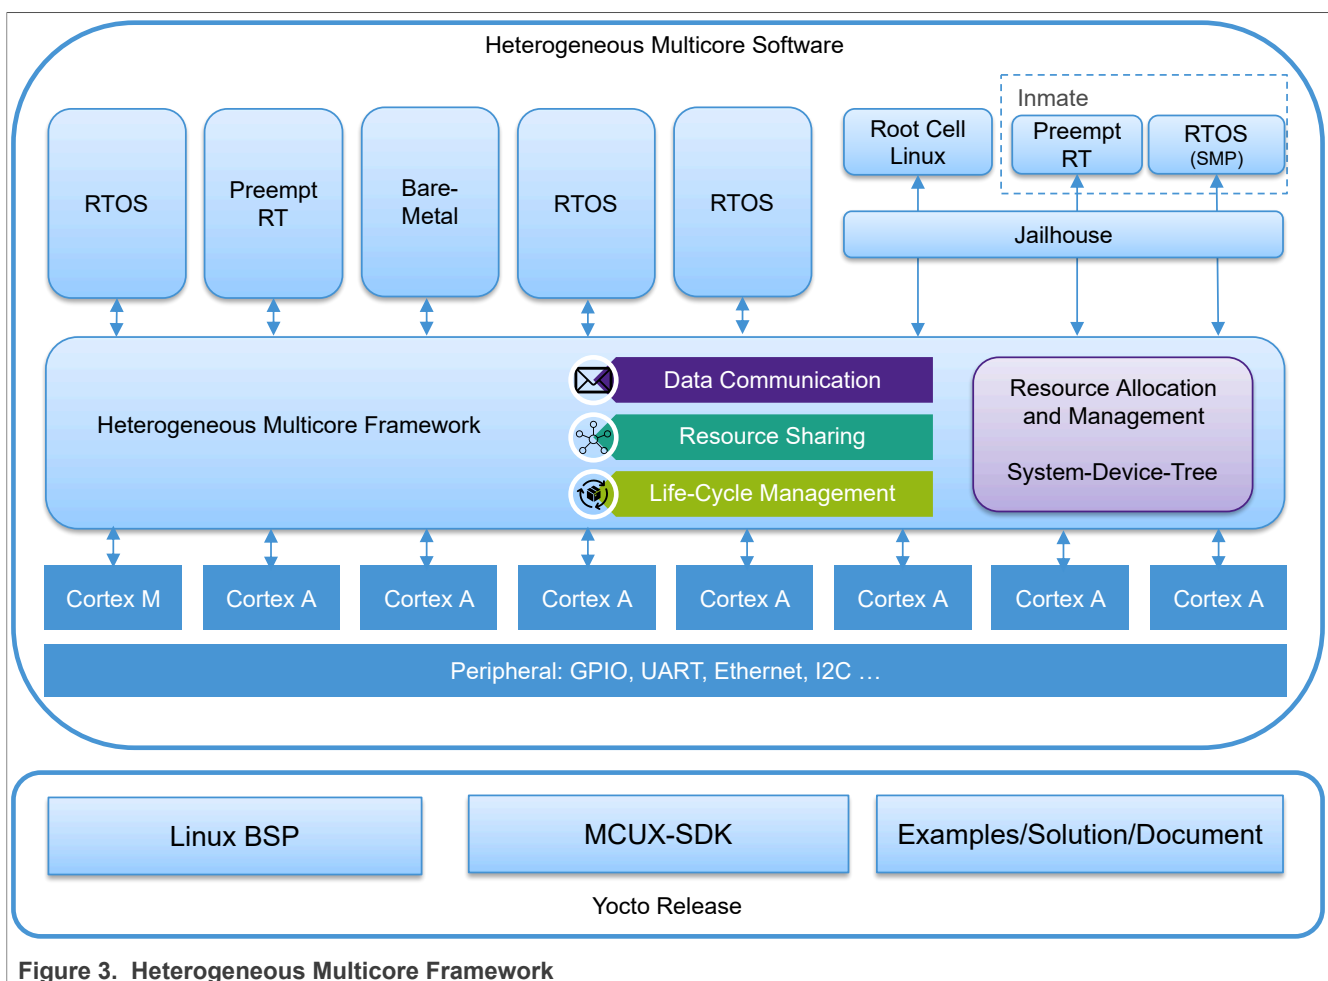 Heterogeneous Multicore Software
Inmate
RTOS
Preempt
RT
Bare-
Metal
RTOS
RTOS
Root Cell
Linux
Preempt
RT
RTOS
(SMP)
Jailhouse
Heterogeneous Multicore Framework
Data Communication
Resource Sharing
Life-Cycle Management
Resource Allocation
and Management
System-Device-Tree
Cortex M
Cortex A
Cortex A
Cortex A
Cortex A
Cortex A
Cortex A
Cortex A
Peripheral: GPIO, UART, Ethernet, I2C …
Linux BSP
MCUX-SDK
Examples/Solution/Document
Yocto Release
Figure 3. Heterogeneous Multicore Framework